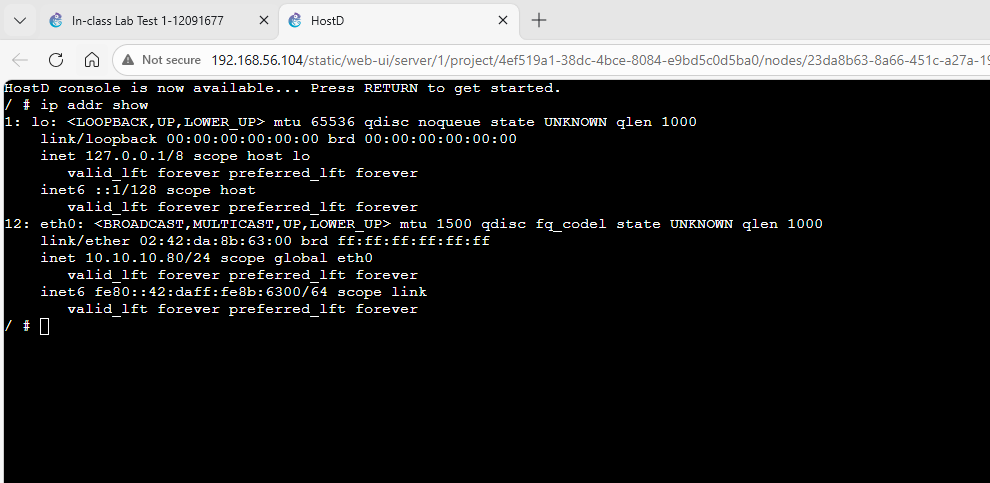 In-class Lab Test 1-12091677
HostD
Not secure 192.168.56.104/static/web-ui/server/1/project/4ef519a1-38dc-4bce-8084-e9bd5c0d5ba0/nodes/23da8b63-8a66-451c-a27a-19
HostD console is now available... Press RETURN to get started.
/ # ip addr show
1: lo: <LOOPBACK,UP,LOWER_UP> mtu 65536 qdisc noqueue state UNKNOWN qlen 1000
    link/loopback 00:00:00:00:00:00 brd 00:00:00:00:00:00
    inet 127.0.0.1/8 scope host lo
       valid_lft forever preferred_lft forever
    inet6 ::1/128 scope host
       valid_lft forever preferred_lft forever
12: eth0: <BROADCAST,MULTICAST,UP,LOWER_UP> mtu 1500 qdisc fq_codel state UNKNOWN qlen 1000
    link/ether 02:42:da:8b:63:00 brd ff:ff:ff:ff:ff:ff
    inet 10.10.10.80/24 scope global eth0
       valid_lft forever preferred_lft forever
    inet6 fe80::42:daff:fe8b:6300/64 scope link
       valid_lft forever preferred_lft forever
/ #